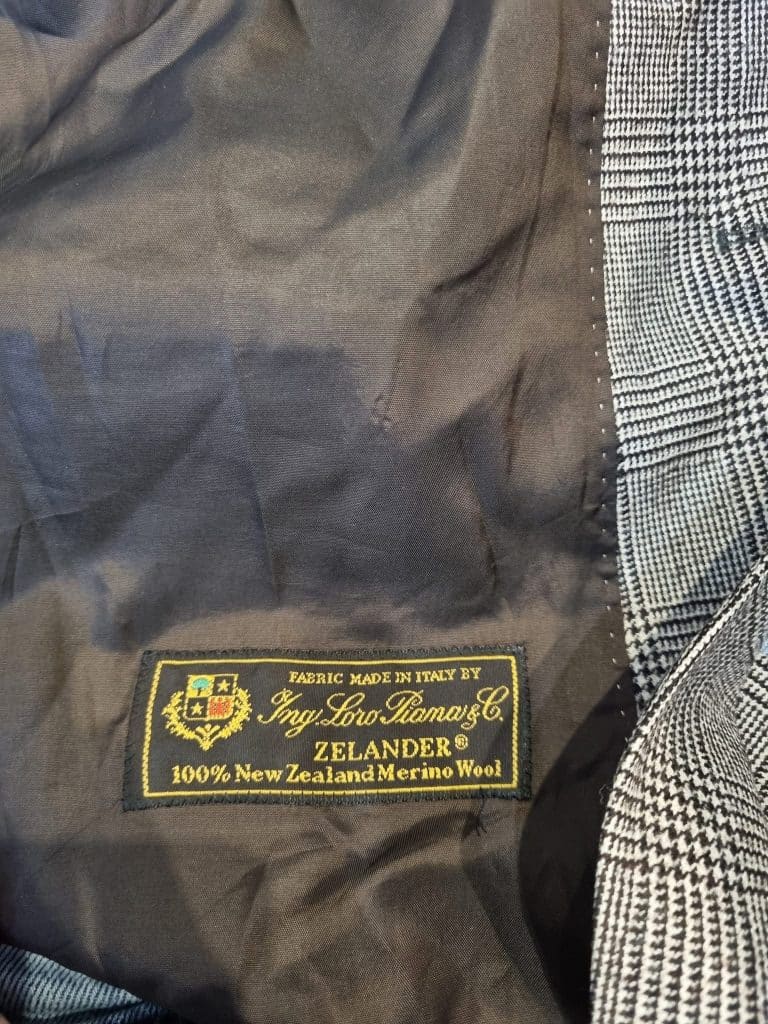 FABRIC MADE IN ITALY BY
Ing. Loro Piana & C.
ZELANDER®
100% New Zealand Merino Wool